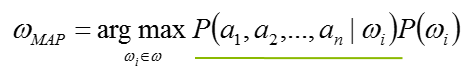 ω_MAP = arg max_{ω_i ∈ ω} P(a_1, a_2, ..., a_n | ω_i)P(ω_i)